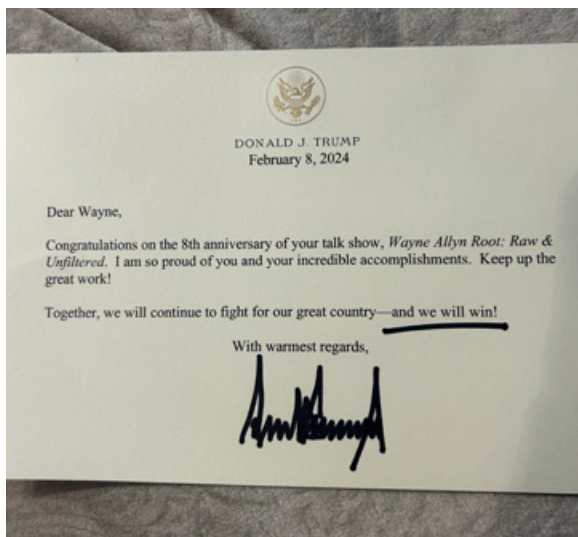 DONALD J. TRUMP
February 8, 2024
Dear Wayne,
Congratulations on the 8th anniversary of your talk show, Wayne Allyn Root: Raw &
Unfiltered. I am so proud of you and your incredible accomplishments. Keep up the
great work!
Together, we will continue to fight for our great country—and we will win!
With warmest regards,